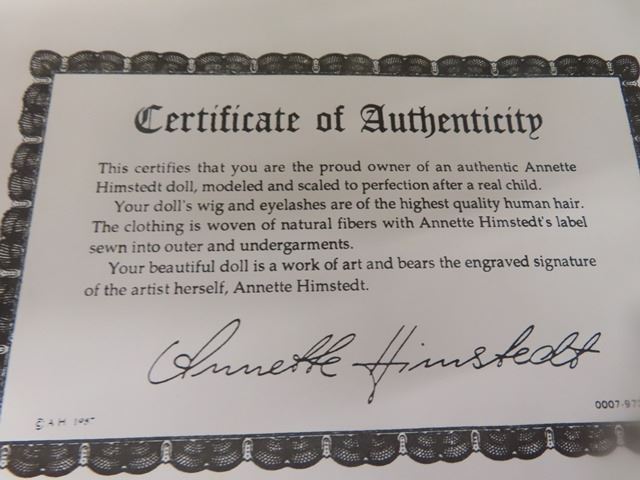 Certificate of Authenticity
This certifies that you are the proud owner of an authentic Annette
Himstedt doll, modeled and scaled to perfection after a real child.
Your doll's wig and eyelashes are of the highest quality human hair.
The clothing is woven of natural fibers with Annette Himstedt's label
sewn into outer and undergarments.
Your beautiful doll is a work of art and bears the engraved signature
of the artist herself, Annette Himstedt.
Annette Himstedt
© A.H.